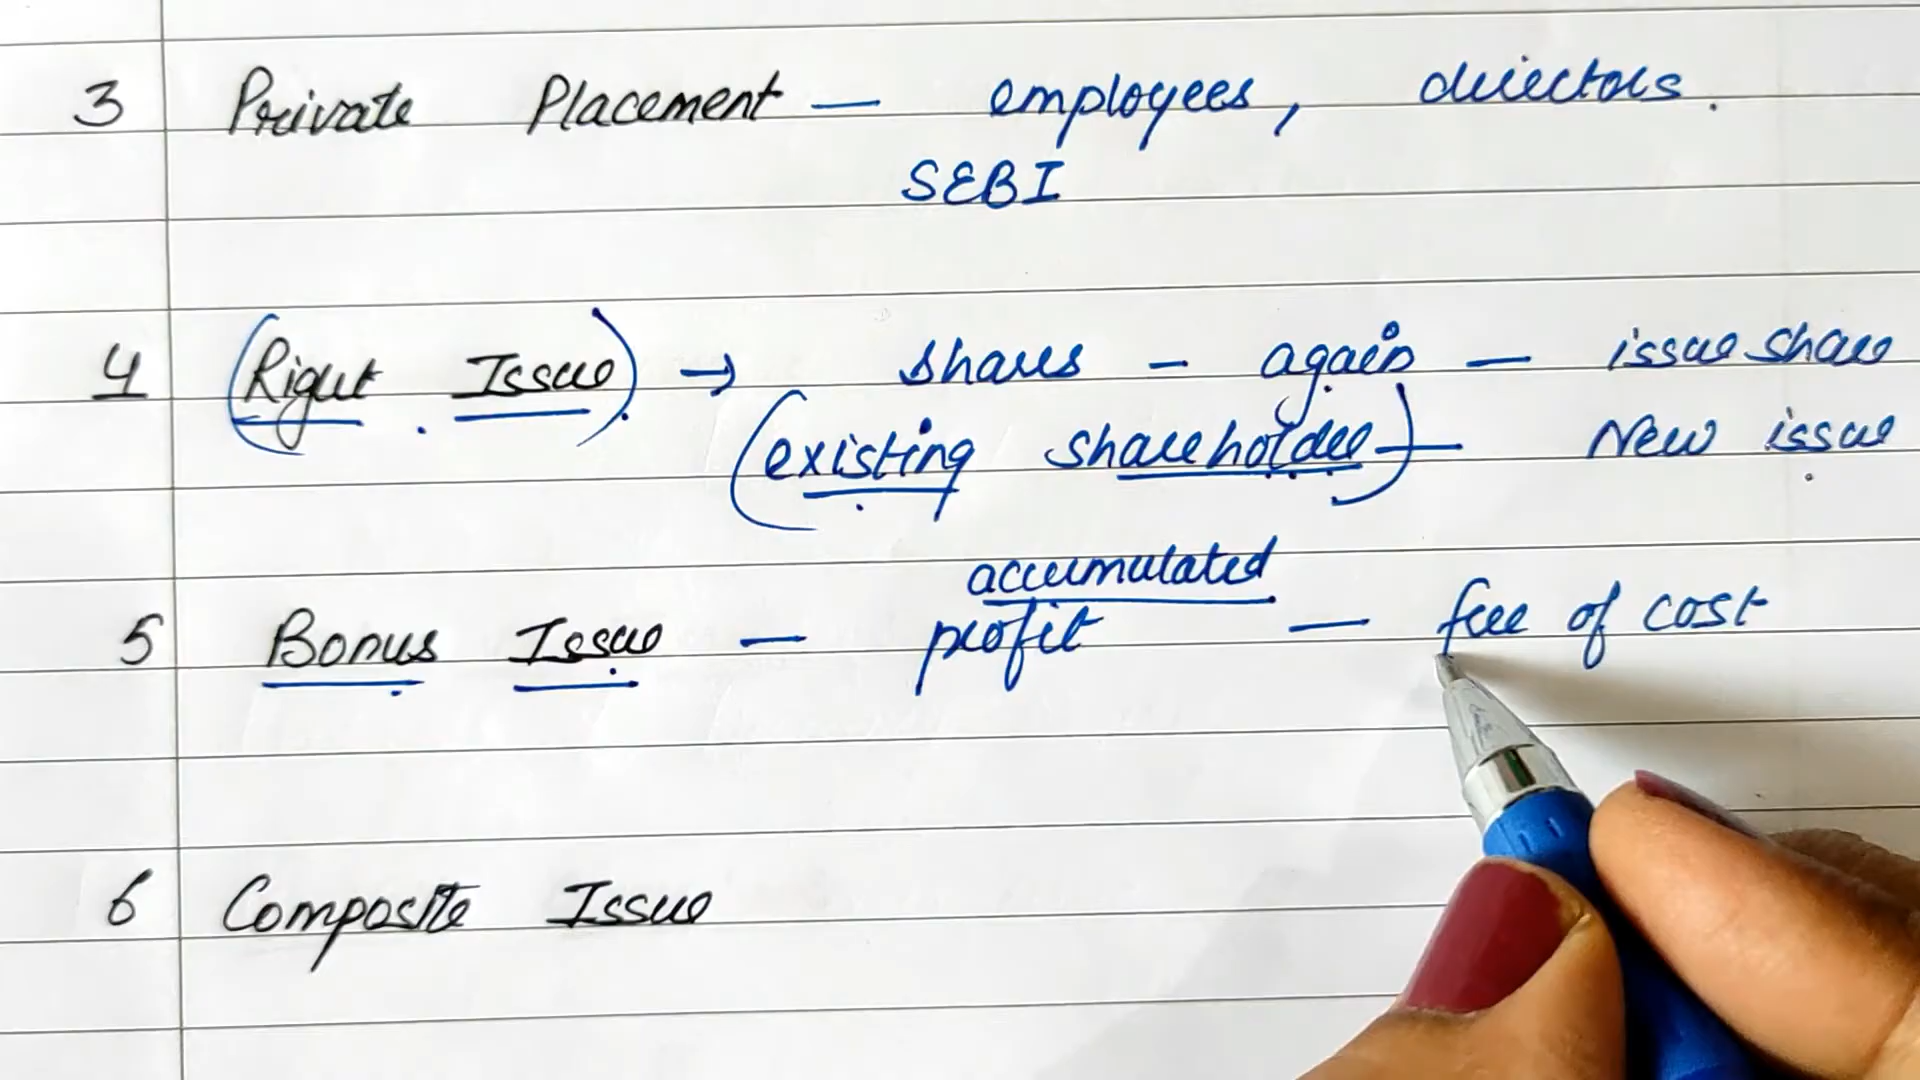 3 Private Placement — employees, directors.
SEBI
4 (Right Issue) → shares - again — issue share
(existing shareholder) — New issue
accumulated
5 Bonus Issue — profit — free of cost
6 Composite Issue